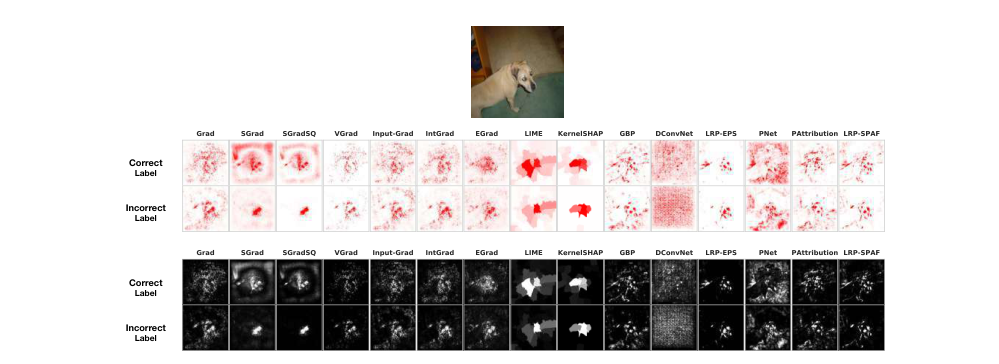 Grad SGrad SGradSQ VGrad Input-Grad IntGrad EGrad LIME KernelSHAP GBP DConvNet LRP-EPS PNet PAttribution LRP-SPAF
Correct
Label
Incorrect
Label
Grad SGrad SGradSQ VGrad Input-Grad IntGrad EGrad LIME KernelSHAP GBP DConvNet LRP-EPS PNet PAttribution LRP-SPAF
Correct
Label
Incorrect
Label